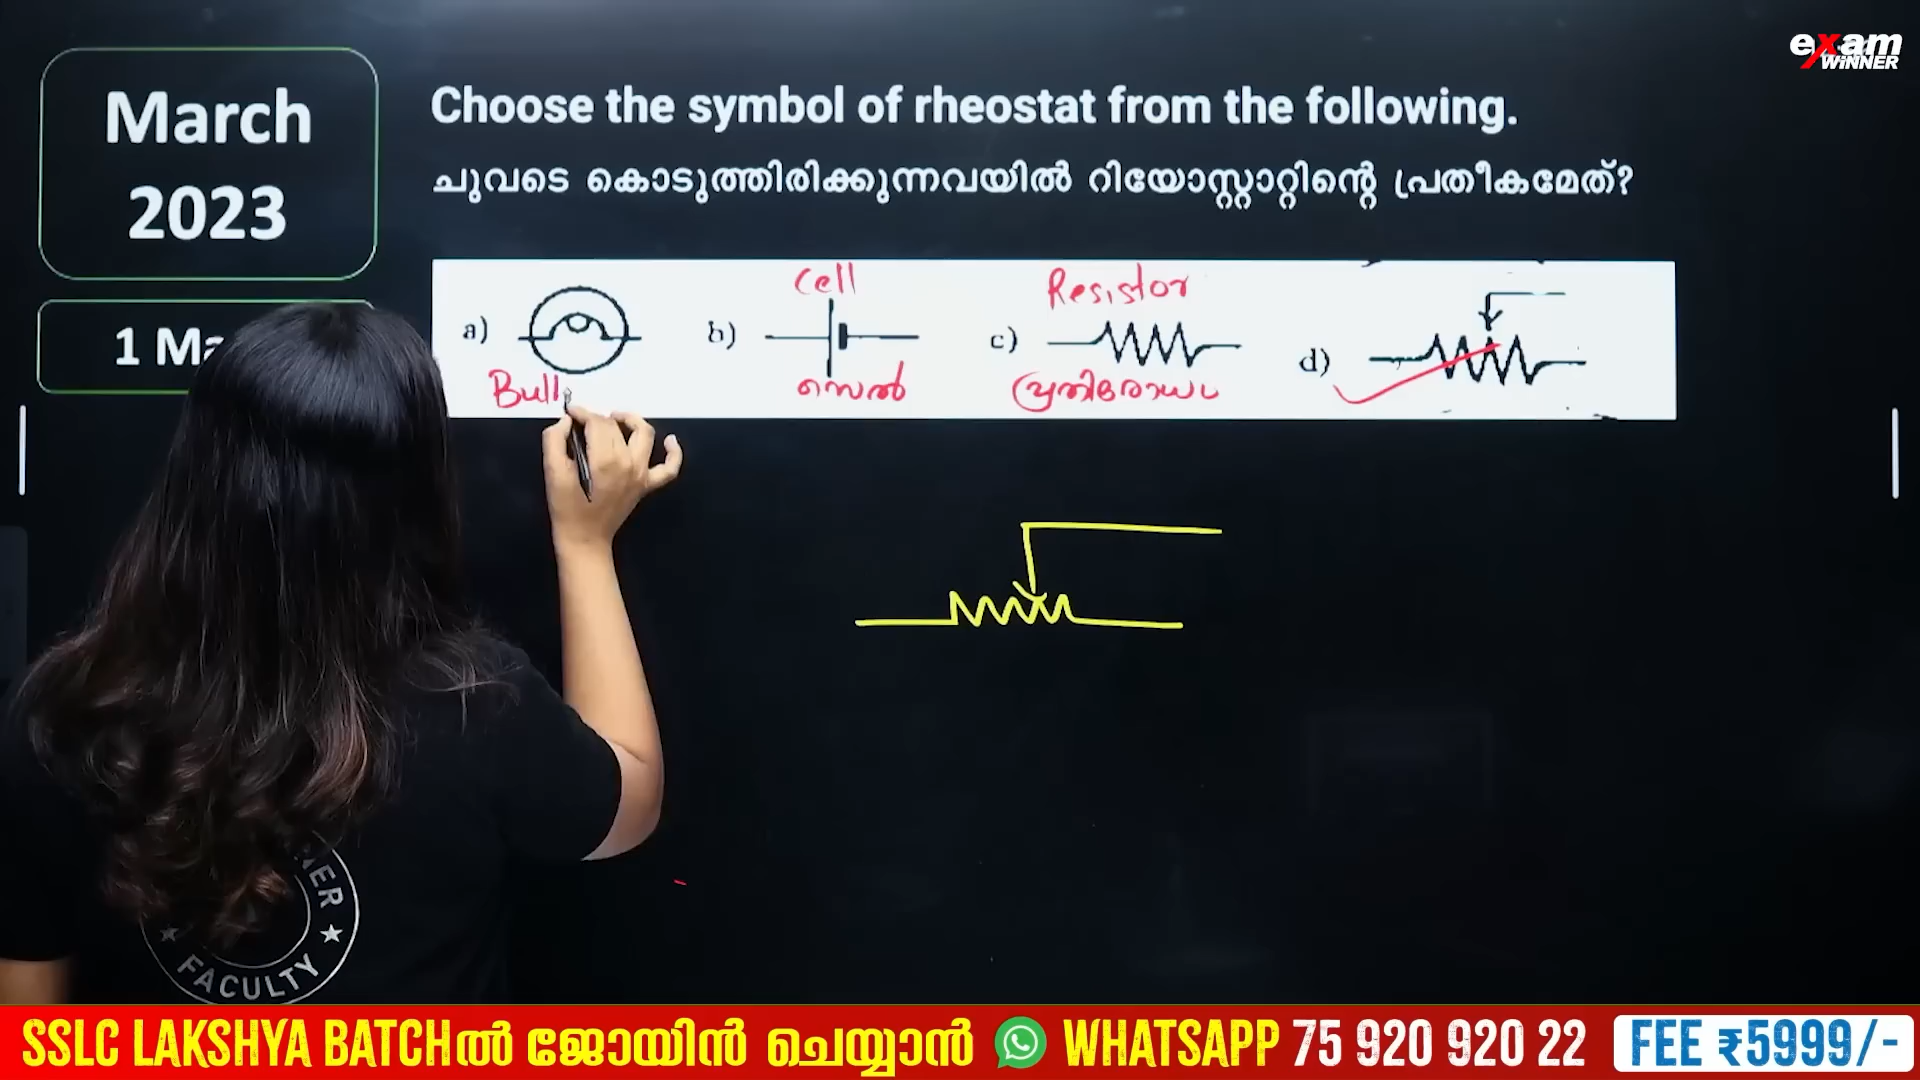 exam
WINNER
March
2023
1 Ma
Choose the symbol of rheostat from the following.
ചുവടെ കൊടുത്തിരിക്കുന്നവയിൽ റിയോസ്റ്റാറ്റിന്റെ പ്രതീകമേത്?
a)
Bull
b)
Cell
സെൽ
c)
Resistor
പ്രതിരോധം
d)
FACULTY
SSLC LAKSHYA BATCHൽ ജോയിൻ ചെയ്യാൻ WHATSAPP 75 920 920 22 FEE ₹5999/-